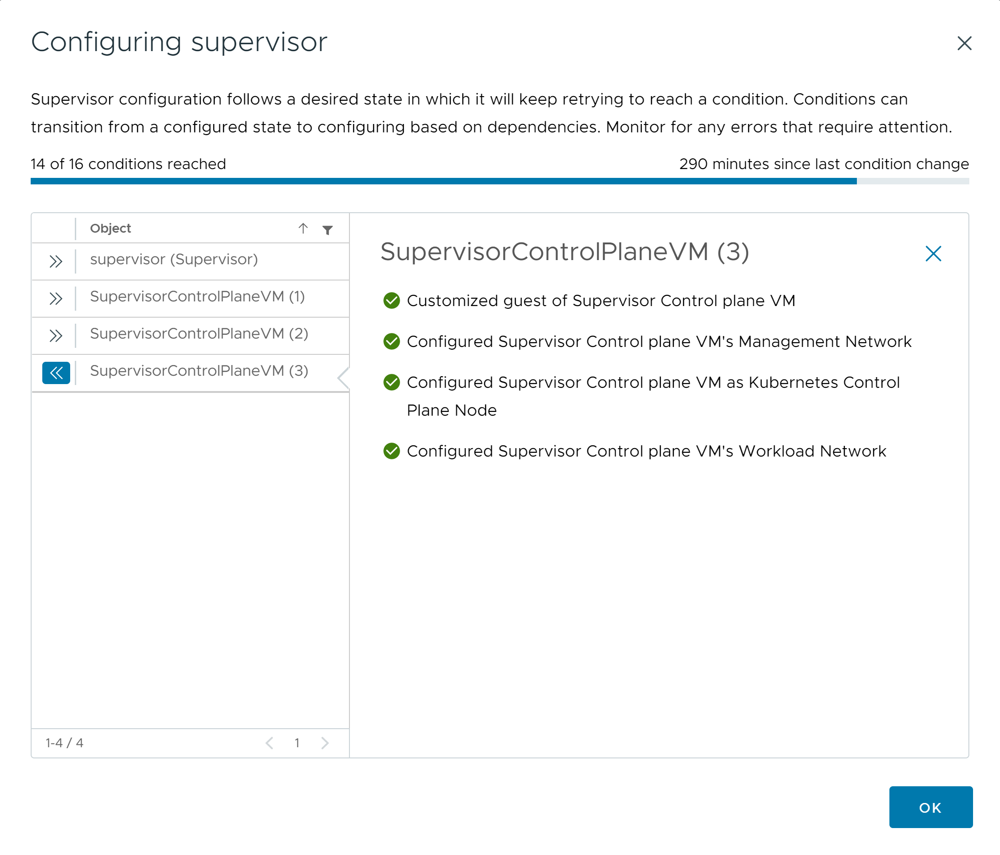 Configuring supervisor
Supervisor configuration follows a desired state in which it will keep retrying to reach a condition. Conditions can
transition from a configured state to configuring based on dependencies. Monitor for any errors that require attention.
14 of 16 conditions reached
290 minutes since last condition change
Object
supervisor (Supervisor)
SupervisorControlPlaneVM (1)
SupervisorControlPlaneVM (2)
SupervisorControlPlaneVM (3)
1-4 / 4
1
SupervisorControlPlaneVM (3)
Customized guest of Supervisor Control plane VM
Configured Supervisor Control plane VM's Management Network
Configured Supervisor Control plane VM as Kubernetes Control
Plane Node
Configured Supervisor Control plane VM's Workload Network
OK